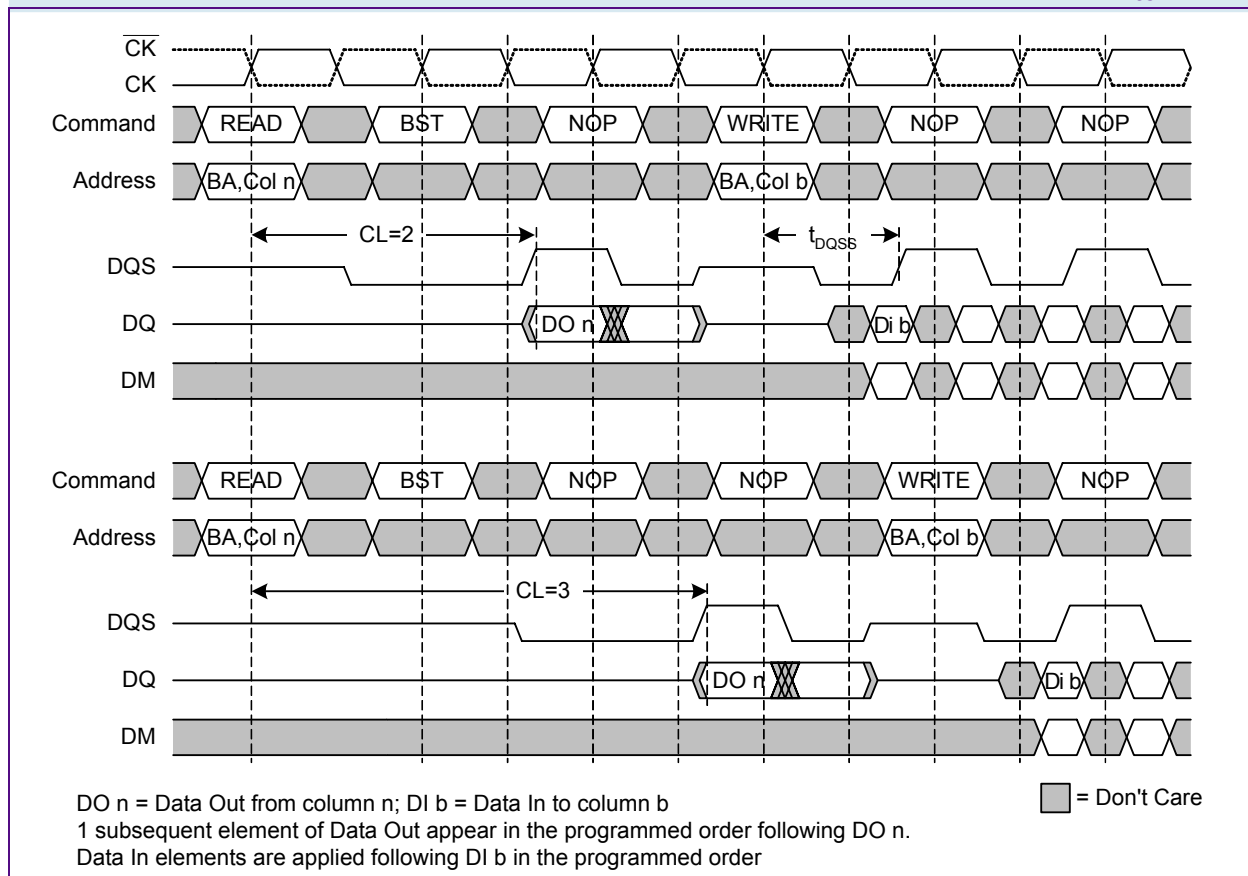 CK
CK
Command READ BST NOP WRITE NOP NOP
Address BA,Col n BA,Col b
CL=2 tDQSS
DQS
DQ DO n Di b
DM
Command READ BST NOP NOP WRITE NOP
Address BA,Col n BA,Col b
CL=3
DQS
DQ DO n Di b
DM
DO n = Data Out from column n; DI b = Data In to column b
= Don't Care
1 subsequent element of Data Out appear in the programmed order following DO n.
Data In elements are applied following DI b in the programmed order